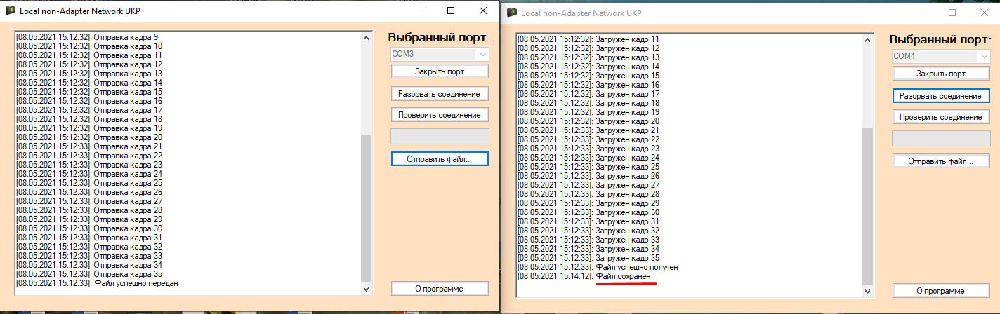 Local non-Adapter Network UKP
[08.05.2021 15:12:32]: Отправка кадра 9
[08.05.2021 15:12:32]: Отправка кадра 10
[08.05.2021 15:12:32]: Отправка кадра 11
[08.05.2021 15:12:32]: Отправка кадра 12
[08.05.2021 15:12:32]: Отправка кадра 13
[08.05.2021 15:12:32]: Отправка кадра 14
[08.05.2021 15:12:32]: Отправка кадра 15
[08.05.2021 15:12:32]: Отправка кадра 16
[08.05.2021 15:12:32]: Отправка кадра 17
[08.05.2021 15:12:32]: Отправка кадра 18
[08.05.2021 15:12:32]: Отправка кадра 19
[08.05.2021 15:12:32]: Отправка кадра 20
[08.05.2021 15:12:33]: Отправка кадра 21
[08.05.2021 15:12:33]: Отправка кадра 22
[08.05.2021 15:12:33]: Отправка кадра 23
[08.05.2021 15:12:33]: Отправка кадра 24
[08.05.2021 15:12:33]: Отправка кадра 25
[08.05.2021 15:12:33]: Отправка кадра 26
[08.05.2021 15:12:33]: Отправка кадра 27
[08.05.2021 15:12:33]: Отправка кадра 28
[08.05.2021 15:12:33]: Отправка кадра 29
[08.05.2021 15:12:33]: Отправка кадра 30
[08.05.2021 15:12:33]: Отправка кадра 31
[08.05.2021 15:12:33]: Отправка кадра 32
[08.05.2021 15:12:33]: Отправка кадра 33
[08.05.2021 15:12:33]: Отправка кадра 34
[08.05.2021 15:12:33]: Отправка кадра 35
[08.05.2021 15:12:33]: Файл успешно передан
Выбранный порт:
COM3
Закрыть порт
Разорвать соединение
Проверить соединение
Отправить файл...
О программе
Local non-Adapter Network UKP
[08.05.2021 15:12:32]: Загружен кадр 11
[08.05.2021 15:12:32]: Загружен кадр 12
[08.05.2021 15:12:32]: Загружен кадр 13
[08.05.2021 15:12:32]: Загружен кадр 14
[08.05.2021 15:12:32]: Загружен кадр 15
[08.05.2021 15:12:32]: Загружен кадр 16
[08.05.2021 15:12:32]: Загружен кадр 17
[08.05.2021 15:12:32]: Загружен кадр 18
[08.05.2021 15:12:32]: Загружен кадр 19
[08.05.2021 15:12:32]: Загружен кадр 20
[08.05.2021 15:12:33]: Загружен кадр 21
[08.05.2021 15:12:33]: Загружен кадр 22
[08.05.2021 15:12:33]: Загружен кадр 23
[08.05.2021 15:12:33]: Загружен кадр 24
[08.05.2021 15:12:33]: Загружен кадр 25
[08.05.2021 15:12:33]: Загружен кадр 26
[08.05.2021 15:12:33]: Загружен кадр 27
[08.05.2021 15:12:33]: Загружен кадр 28
[08.05.2021 15:12:33]: Загружен кадр 29
[08.05.2021 15:12:33]: Загружен кадр 30
[08.05.2021 15:12:33]: Загружен кадр 31
[08.05.2021 15:12:33]: Загружен кадр 32
[08.05.2021 15:12:33]: Загружен кадр 33
[08.05.2021 15:12:33]: Загружен кадр 34
[08.05.2021 15:12:33]: Загружен кадр 35
[08.05.2021 15:12:33]: Файл успешно получен
[08.05.2021 15:14:12]: Файл сохранен
Выбранный порт:
COM4
Закрыть порт
Разорвать соединение
Проверить соединение
Отправить файл...
О программе